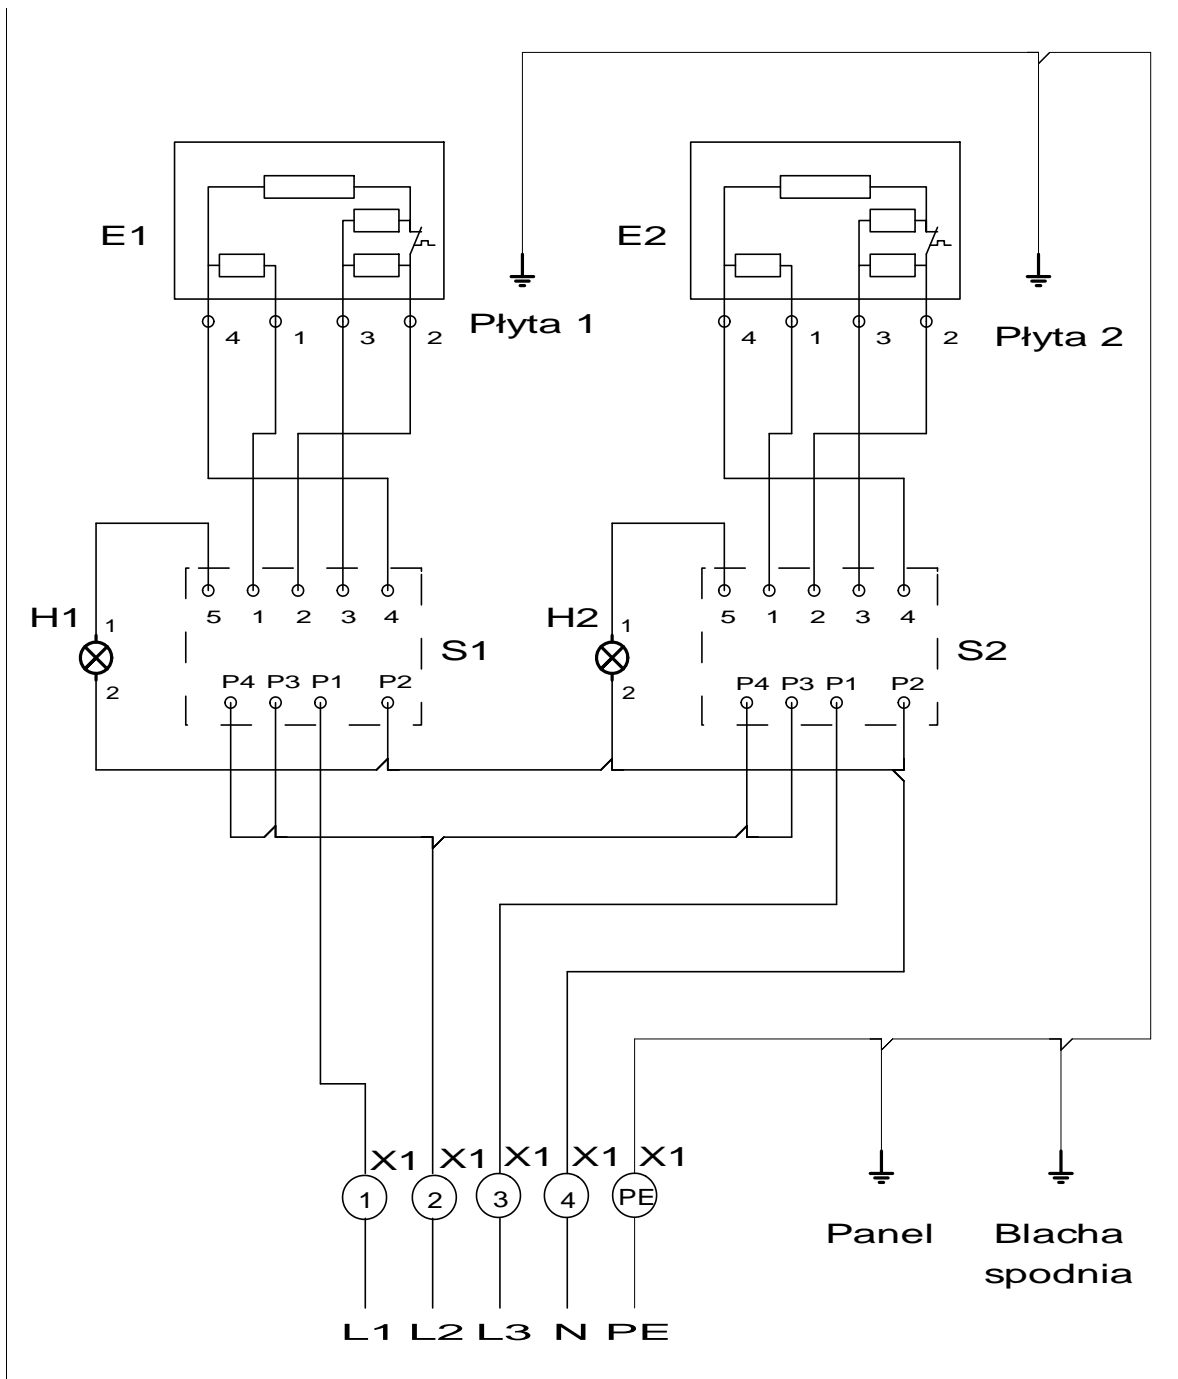 E1
E2
Płyta 1
4 1 3 2
4 1 3 2
Płyta 2
H1
1
2
5 1 2 3 4
S1
P4 P3 P1 P2
H2
1
2
5 1 2 3 4
S2
P4 P3 P1 P2
X1 X1 X1 X1 X1
1 2 3 4 PE
Panel
Blacha
spodnia
L1 L2 L3 N PE